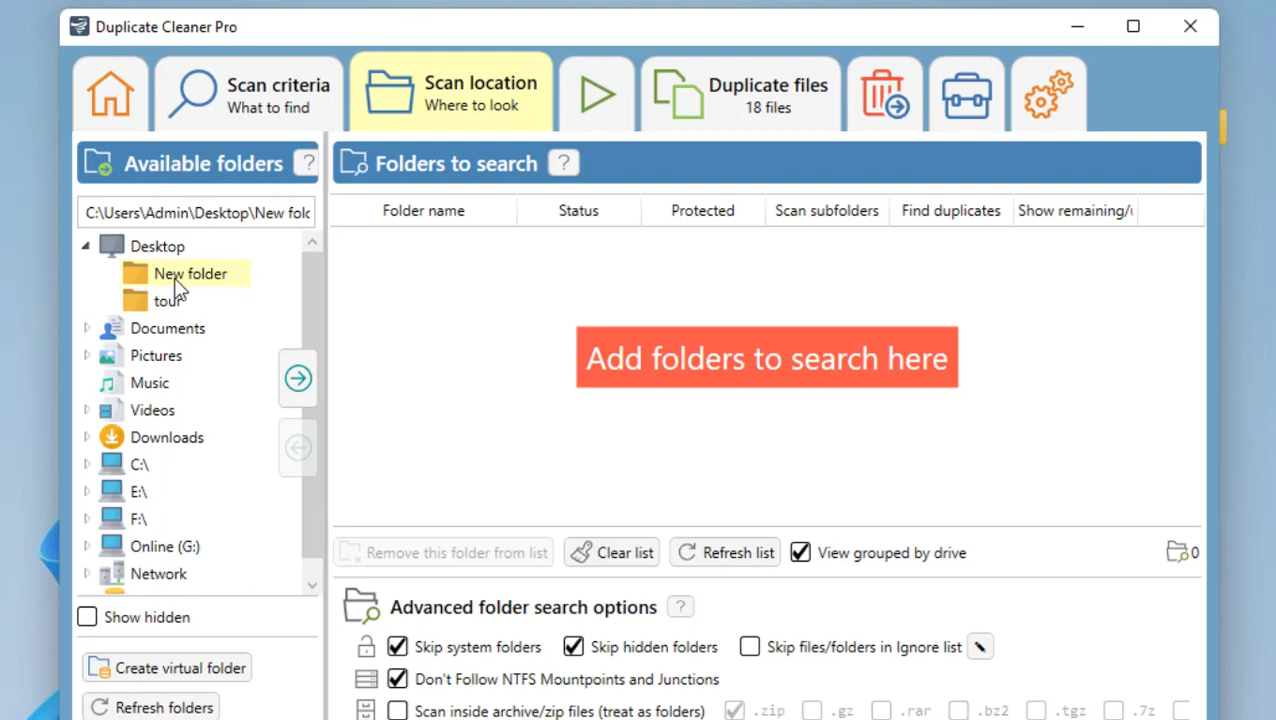 Duplicate Cleaner Pro
Scan criteria
What to find
Scan location
Where to look
Duplicate files
18 files
Available folders ?
Folders to search ?
C:\Users\Admin\Desktop\New folc
Folder name Status Protected Scan subfolders Find duplicates Show remaining/u
Desktop
New folder
tour
Documents
Pictures
Music
Videos
Downloads
C:\
E:\
F:\
Online (G:)
Network
Add folders to search here
Remove this folder from list Clear list Refresh list View grouped by drive 0
Show hidden
Create virtual folder
Refresh folders
Advanced folder search options ?
Skip system folders Skip hidden folders Skip files/folders in Ignore list
Don't Follow NTFS Mountpoints and Junctions
Scan inside archive/zip files (treat as folders) .zip .gz .rar .bz2 .tgz .7z